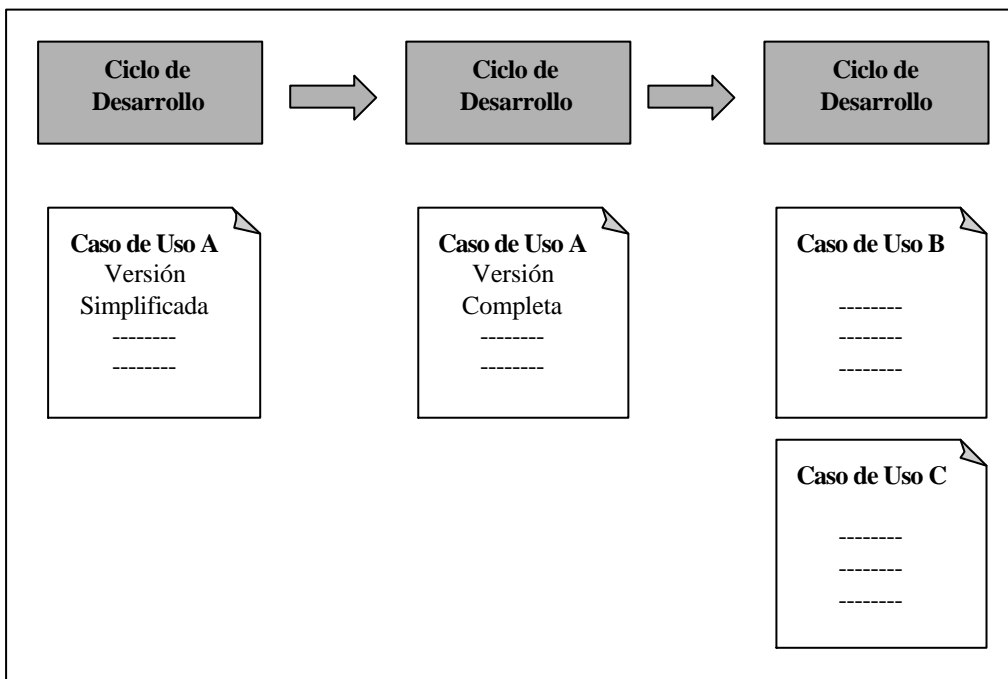 Ciclo de
Desarrollo
Ciclo de
Desarrollo
Ciclo de
Desarrollo
Caso de Uso A
Versión
Simplificada
--------
--------
Caso de Uso A
Versión
Completa
--------
--------
Caso de Uso B
--------
--------
--------
Caso de Uso C
--------
--------
--------